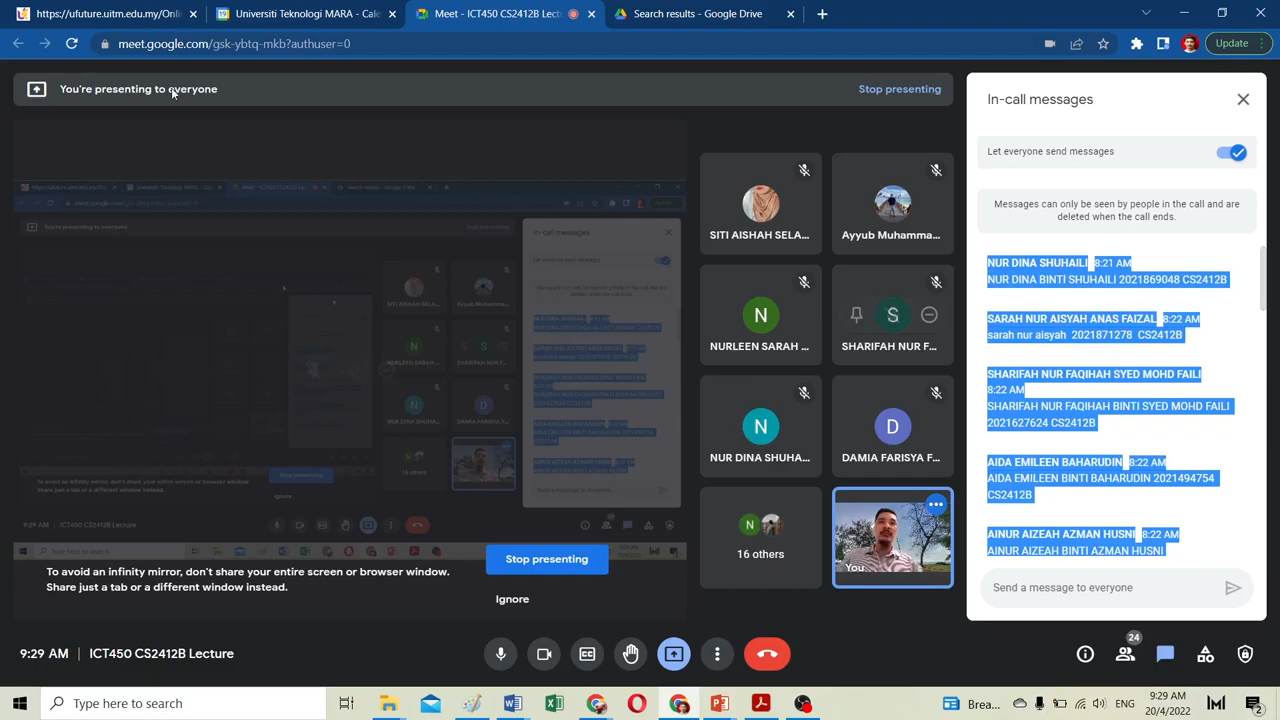 https://ufuture.uitm.edu.my/Onl
Universiti Teknologi MARA - Cale
Meet - ICT450 CS2412B Lect
Search results - Google Drive
meet.google.com/gsk-ybtq-mkb?authuser=0
Update
You're presenting to everyone
Stop presenting
In-call messages
Let everyone send messages
Messages can only be seen by people in the call and are
deleted when the call ends.
SITI AISHAH SELA...
Ayyub Muhamma...
NURLEEN SARAH ...
SHARIFAH NUR F...
NUR DINA SHUHA...
DAMIA FARISYA F...
N
S
N
D
N
16 others
You
NUR DINA SHUHAILI 8:21 AM
NUR DINA BINTI SHUHAILI 2021869048 CS2412B
SARAH NUR AISYAH ANAS FAIZAL 8:22 AM
sarah nur aisyah 2021871278 CS2412B
SHARIFAH NUR FAQIHAH SYED MOHD FAILI
8:22 AM
SHARIFAH NUR FAQIHAH BINTI SYED MOHD FAILI
2021627624 CS2412B
AIDA EMILEEN BAHARUDIN 8:22 AM
AIDA EMILEEN BINTI BAHARUDIN 2021494754
CS2412B
AINUR AIZEAH AZMAN HUSNI 8:22 AM
AINUR AIZEAH BINTI AZMAN HUSNI
Send a message to everyone
To avoid an infinity mirror, don't share your entire screen or browser window.
Share just a tab or a different window instead.
Stop presenting
Ignore
9:29 AM | ICT450 CS2412B Lecture
24
Type here to search
Brea...
ENG
9:29 AM
20/4/2022
2